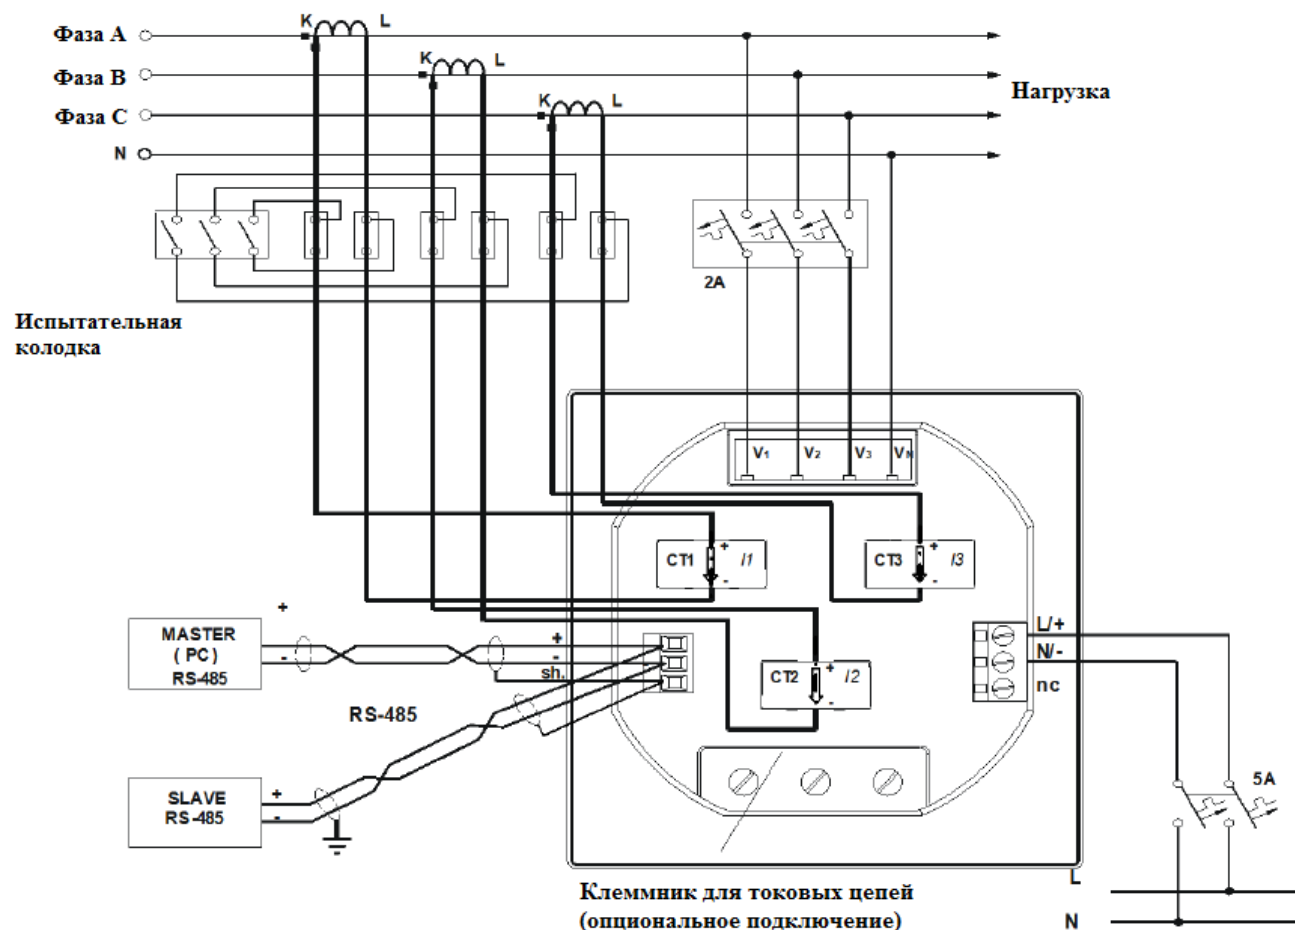 K L
Фаза A
K L
Фаза B
K L
Фаза C
Нагрузка
N
2A
Испытательная
колодка
V1 V2 V3 VN
CT1 + I1 -
CT3 + I3 -
+
MASTER
( PC)
RS-485
-
+
-
sh.
CT2 + I2 -
L/+
N/-
nc
RS-485
SLAVE
RS-485
+
-
5A
Клеммник для токовых цепей
(опциональное подключение)
L
N